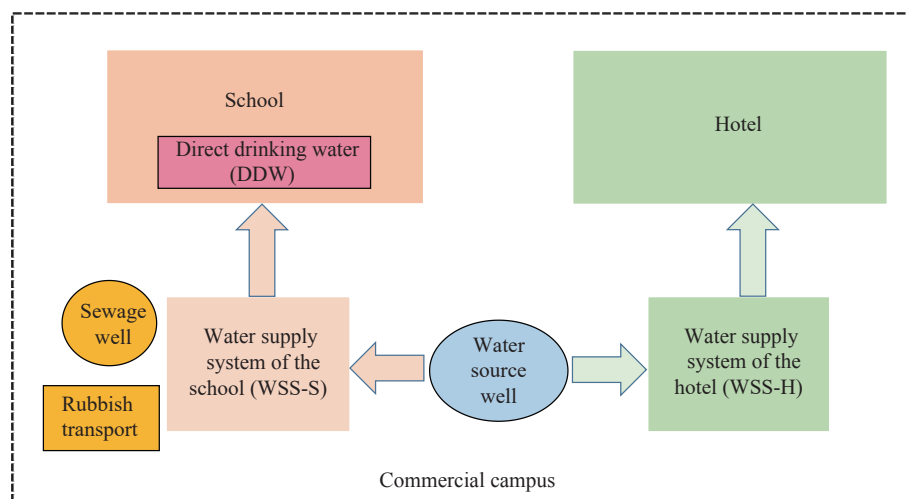 School
Direct drinking water
(DDW)
Hotel
Sewage
well
Water supply
system of the
school (WSS-S)
Water
source
well
Water supply
system of the
hotel (WSS-H)
Rubbish
transport
Commercial campus